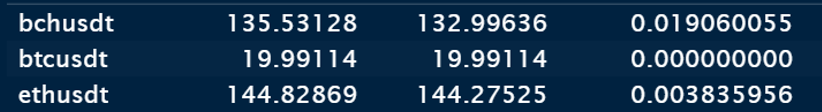 bchusdt 135.53128 132.99636 0.019060055
btcusdt 19.99114 19.99114 0.000000000
ethusdt 144.82869 144.27525 0.003835956